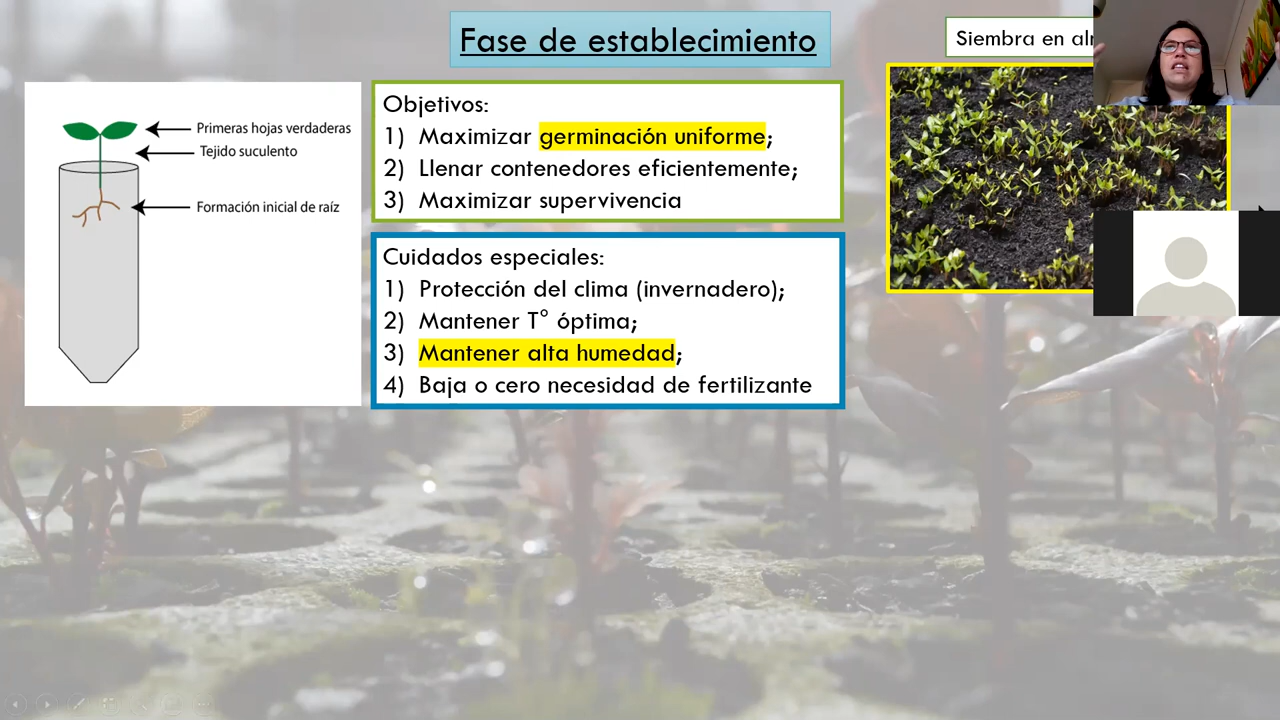 Fase de establecimiento
Siembra en
Primeras hojas verdaderas
Tejido suculento
Formación inicial de raíz
Objetivos:
1) Maximizar germinación uniforme;
2) Llenar contenedores eficientemente;
3) Maximizar supervivencia
Cuidados especiales:
1) Protección del clima (invernadero);
2) Mantener T° óptima;
3) Mantener alta humedad;
4) Baja o cero necesidad de fertilizante